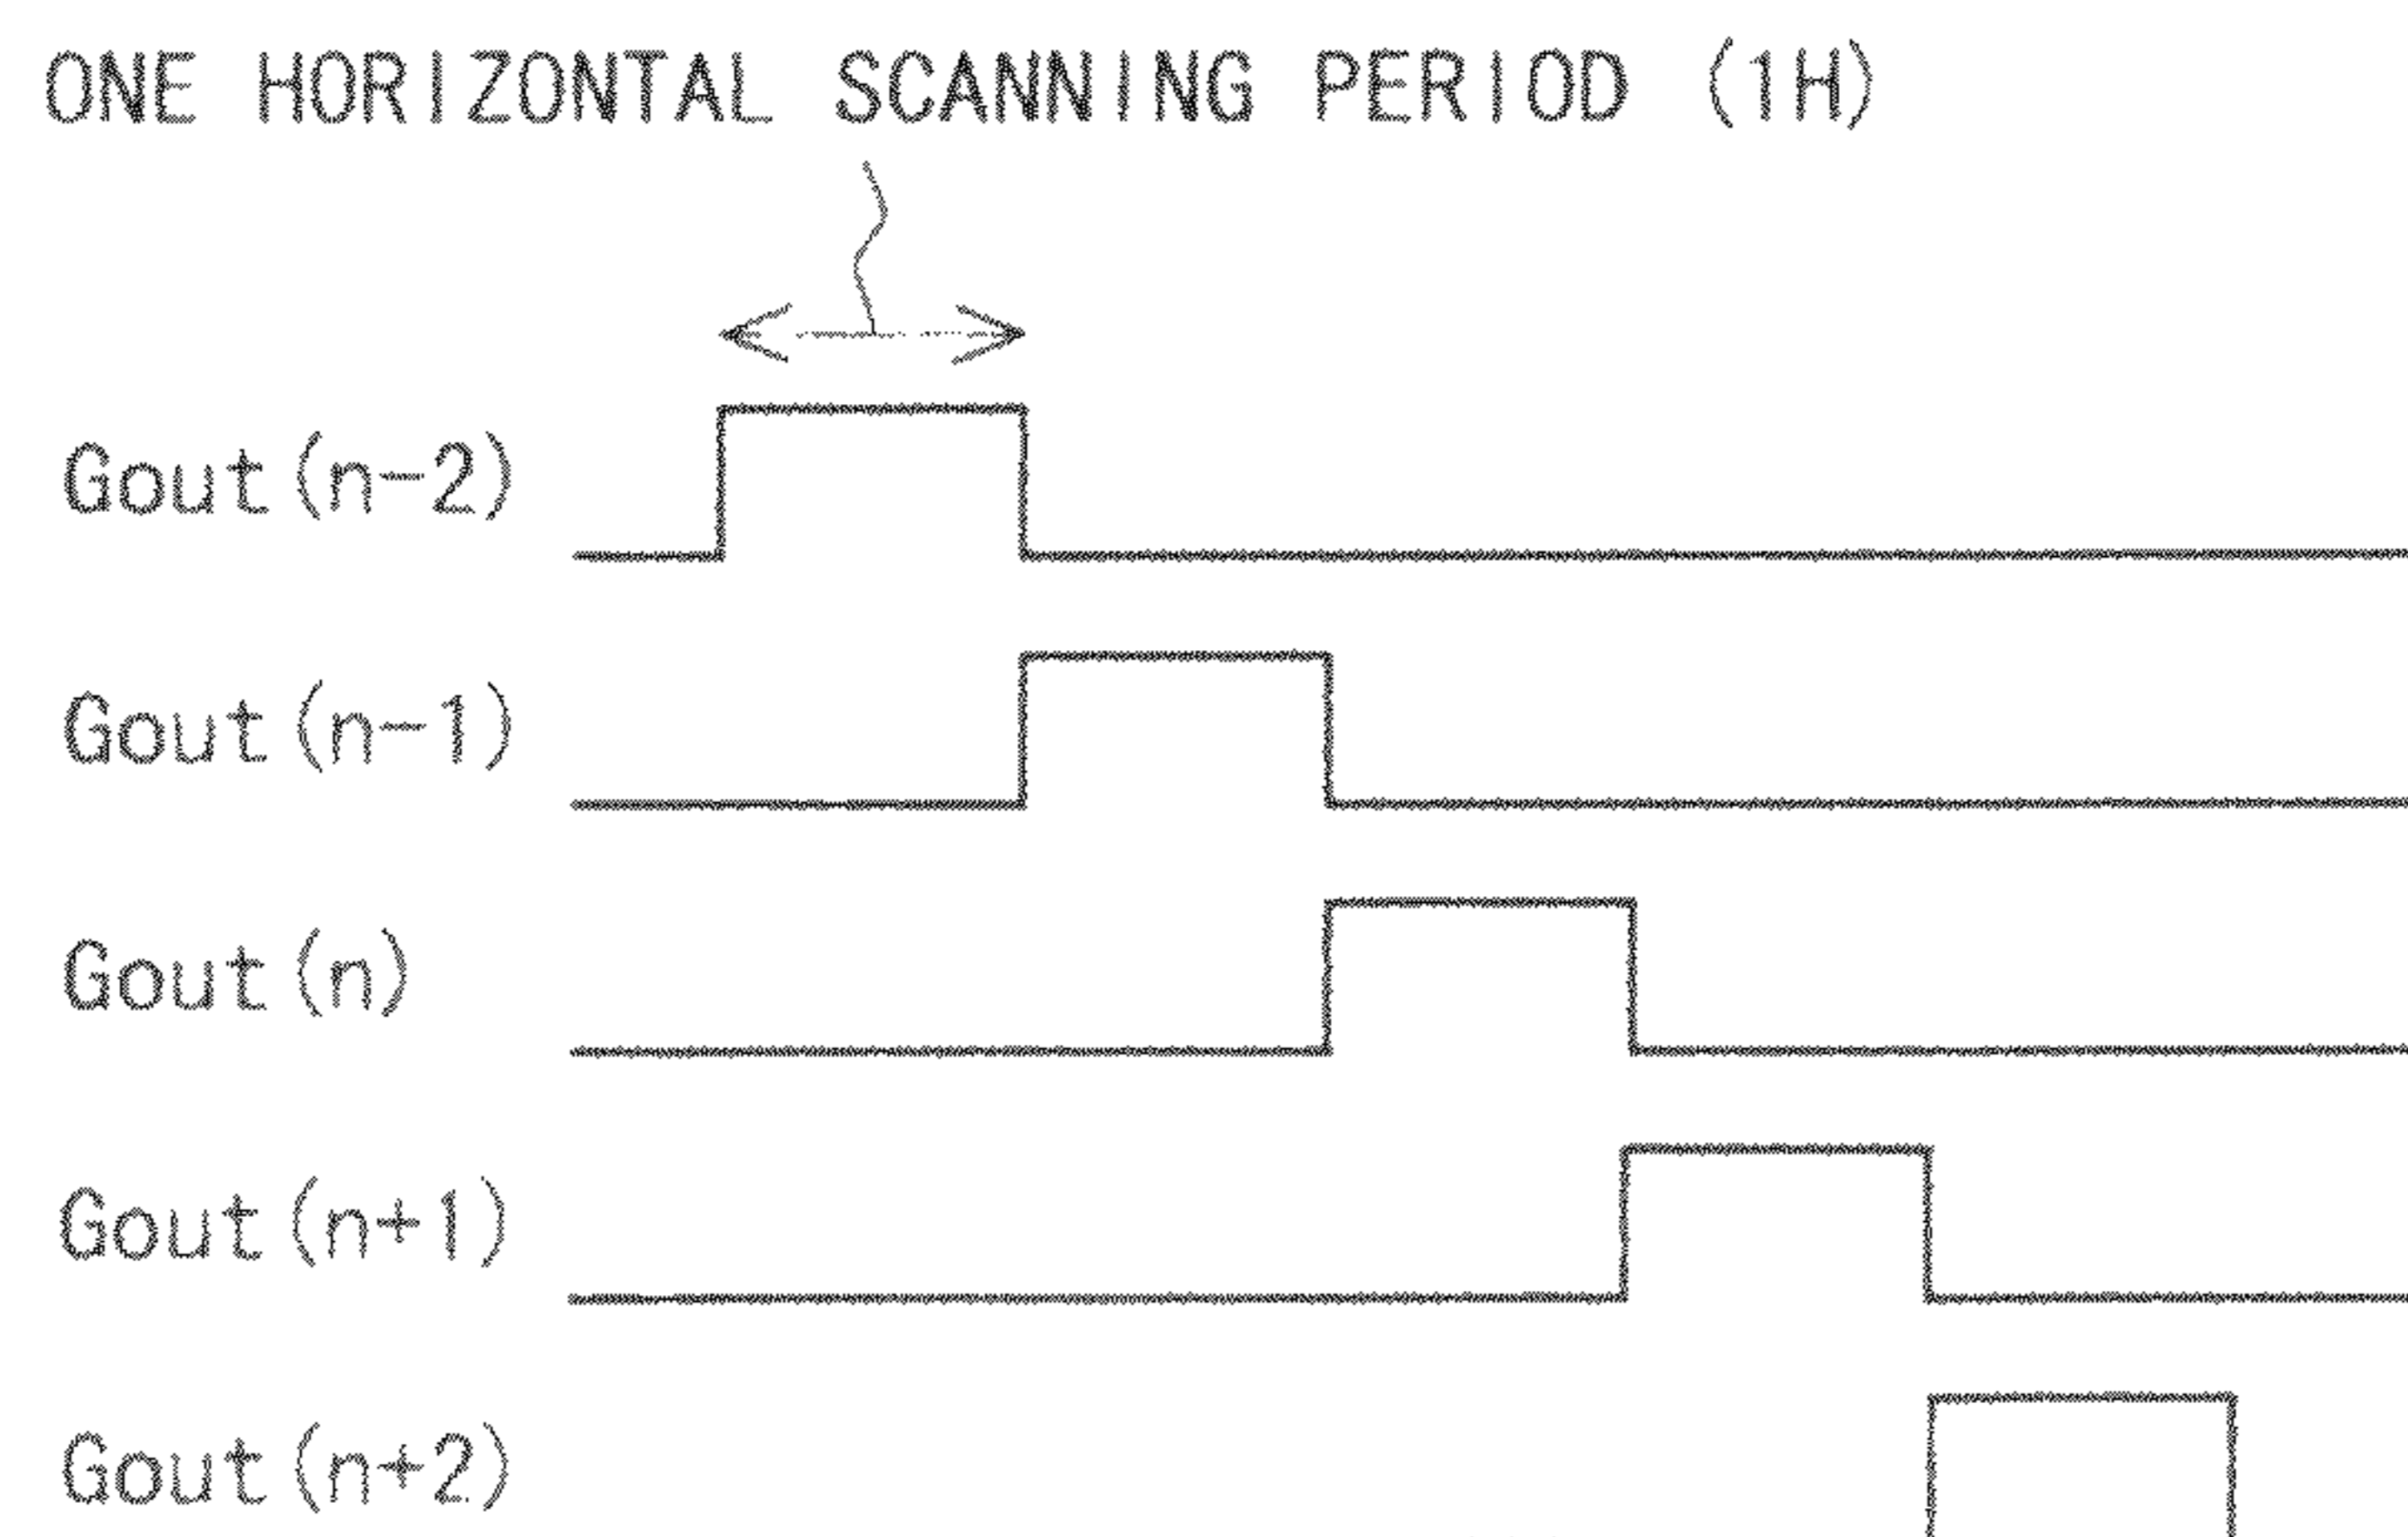 ONE HORIZONTAL SCANNING PERIOD (1H)
Gout(n-2)
Gout(n-1)
Gout(n)
Gout(n+1)
Gout(n+2)